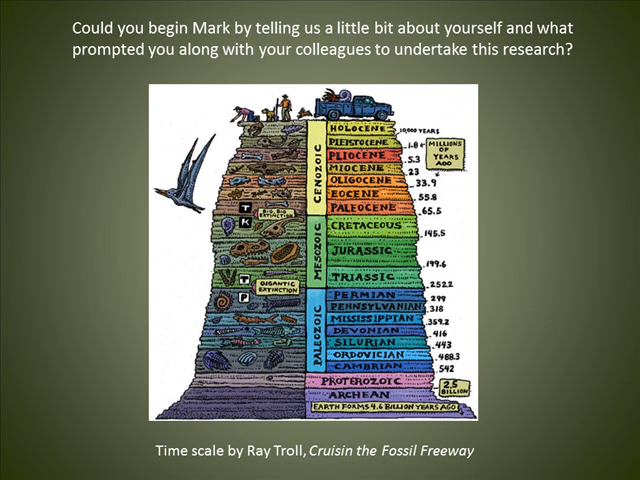 Could you begin Mark by telling us a little bit about yourself and what
prompted you along with your colleagues to undertake this research?
CENOZOIC
HOLOCENE
10,000 YEARS
PLEISTOCENE
1.8
MILLIONS
OF
YEARS
AGO
PLIOCENE
5.3
MIOCENE
23
OLIGOCENE
33.9
EOCENE
55.8
PALEOCENE
65.5
T
BIG, BIG
EXTINCTION
K
MESOZOIC
CRETACEOUS
145.5
JURASSIC
199.6
TRIASSIC
252.2
T
GIGANTIC
EXTINCTION
P
PALEOZOIC
PERMIAN
299
PENNSYLVANIAN
318
MISSISSIPPIAN
359.2
DEVONIAN
416
SILURIAN
443
ORDOVICIAN
488.3
CAMBRIAN
542
PROTEROZOIC
2.5
BILLION
ARCHEAN
EARTH FORMS 4.6 BILLION YEARS AGO
Time scale by Ray Troll, Cruisin the Fossil Freeway